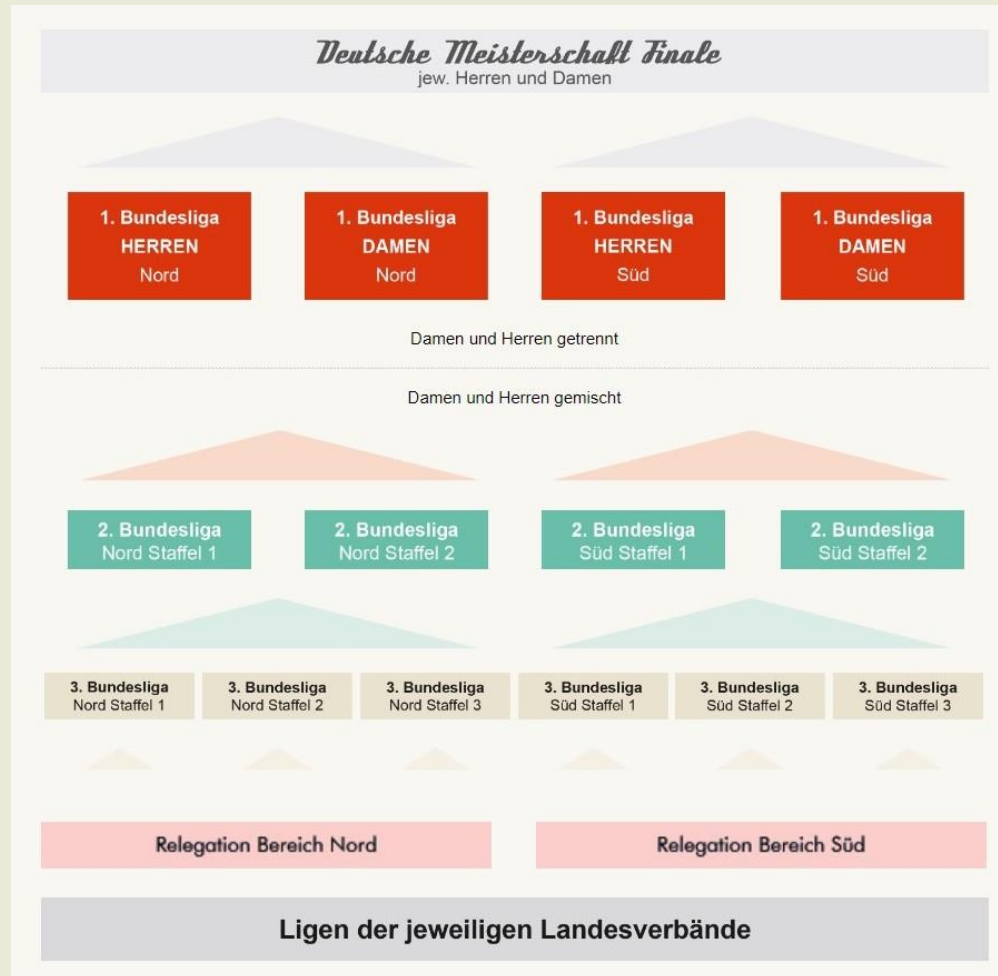 Deutsche Meisterschaft Finale
jew. Herren und Damen
1. Bundesliga
HERREN
Nord
1. Bundesliga
DAMEN
Nord
1. Bundesliga
HERREN
Süd
1. Bundesliga
DAMEN
Süd
Damen und Herren getrennt
Damen und Herren gemischt
2. Bundesliga
Nord Staffel 1
2. Bundesliga
Nord Staffel 2
2. Bundesliga
Süd Staffel 1
2. Bundesliga
Süd Staffel 2
3. Bundesliga
Nord Staffel 1
3. Bundesliga
Nord Staffel 2
3. Bundesliga
Nord Staffel 3
3. Bundesliga
Süd Staffel 1
3. Bundesliga
Süd Staffel 2
3. Bundesliga
Süd Staffel 3
Relegation Bereich Nord
Relegation Bereich Süd
Ligen der jeweiligen Landesverbände